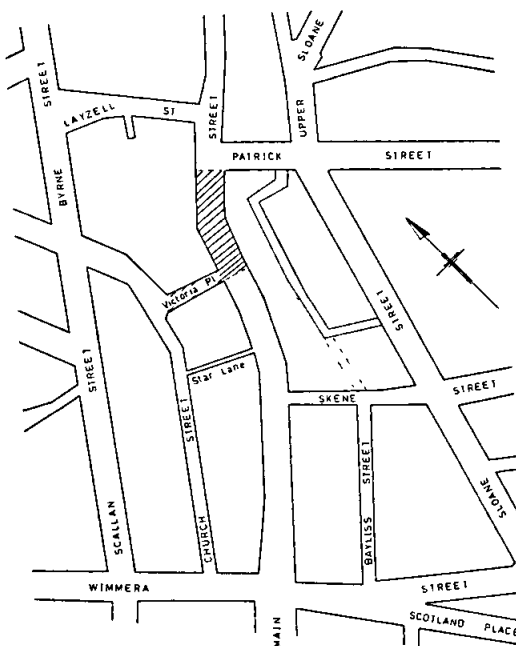 SLOANE
STREET
LAYZELL ST
STREET
UPPER
PATRICK STREET
BYRNE
Victoria Pl
STREET
STREET
Star Lane
STREET
SKENE STREET
STREET
STREET
SLOANE
SCALLAN
CHURCH
BAYLISS
WIMMERA STREET
SCOTLAND PLACE
MAIN